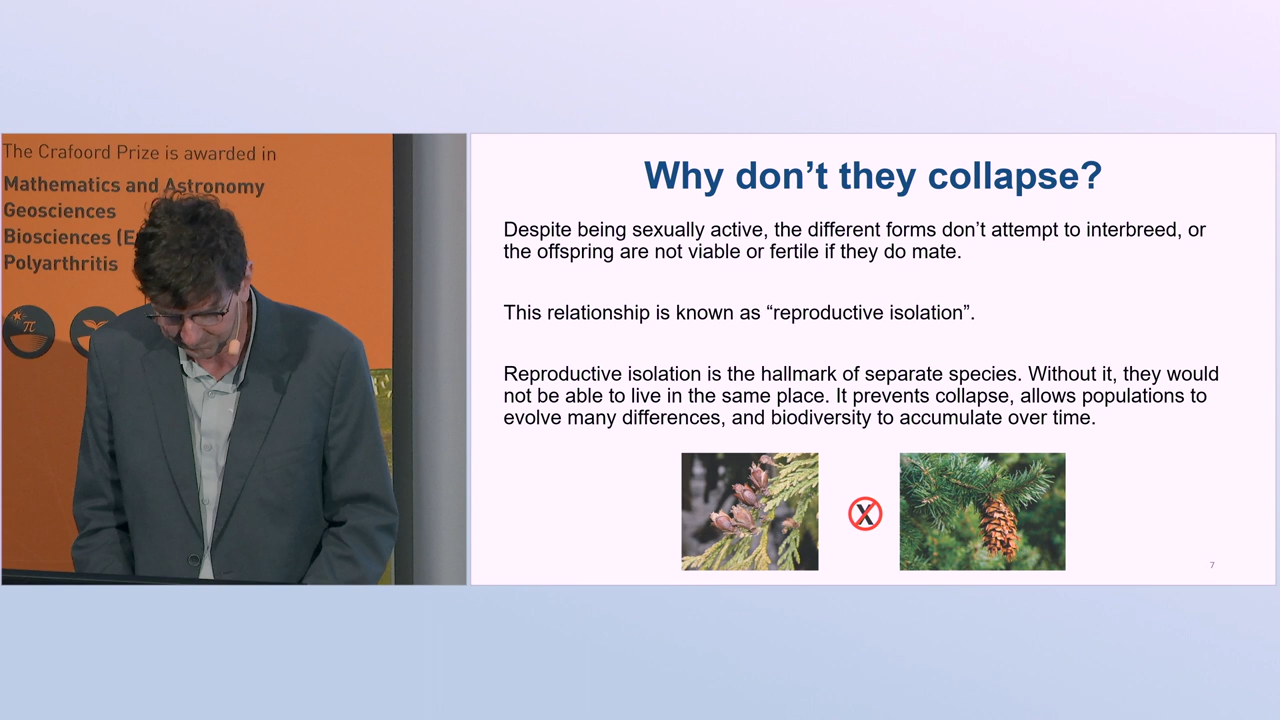 The Crafoord Prize is awarded in
Mathematics and Astronomy
Geosciences
Biosciences (E
Polyarthritis
π
Why don’t they collapse?
Despite being sexually active, the different forms don’t attempt to interbreed, or
the offspring are not viable or fertile if they do mate.
This relationship is known as “reproductive isolation”.
Reproductive isolation is the hallmark of separate species. Without it, they would
not be able to live in the same place. It prevents collapse, allows populations to
evolve many differences, and biodiversity to accumulate over time.
X
7